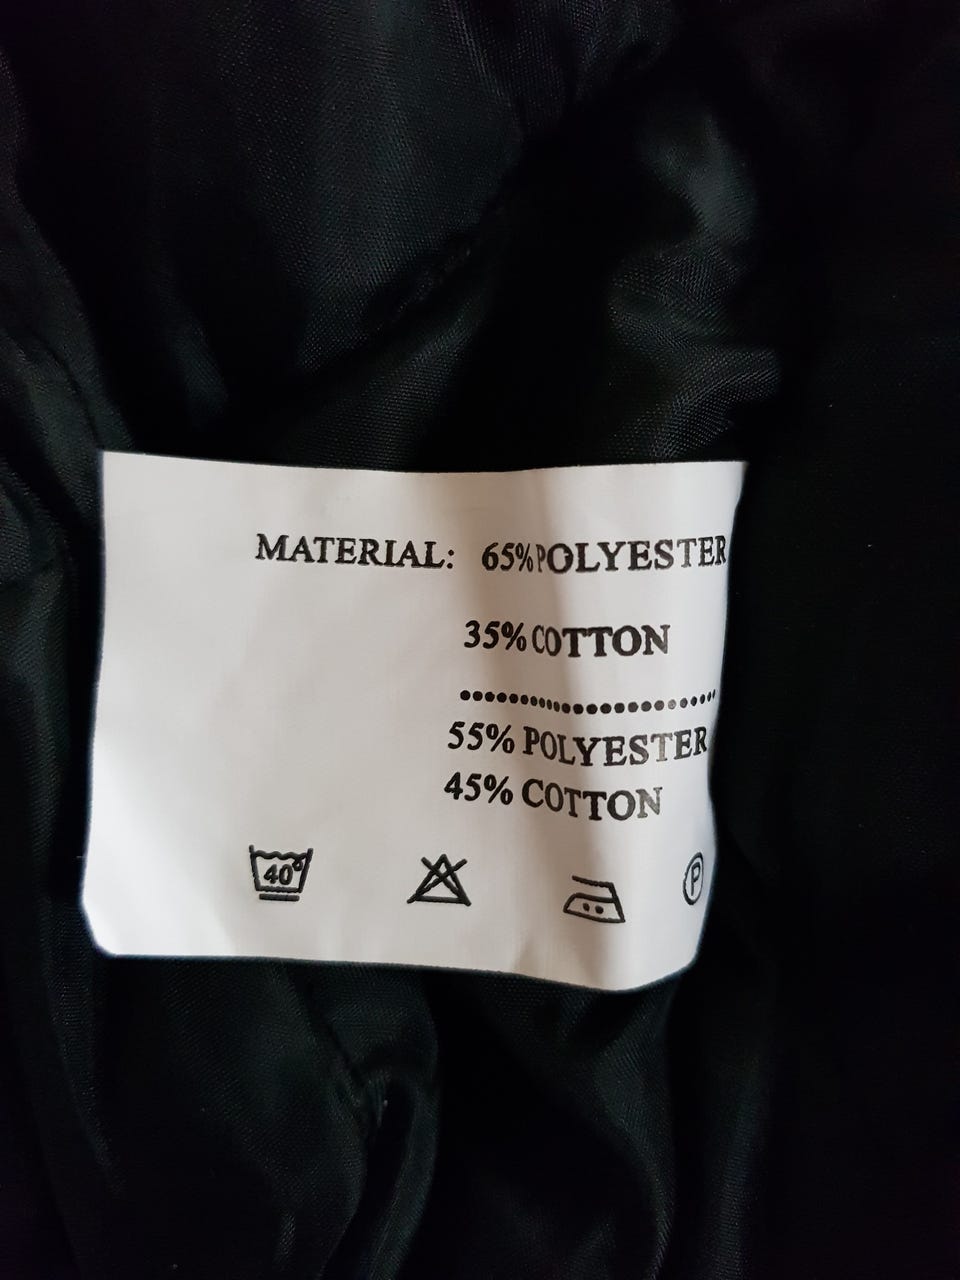 MATERIAL: 65% POLYESTER
35% COTTON
..........................
55% POLYESTER
45% COTTON
40° P